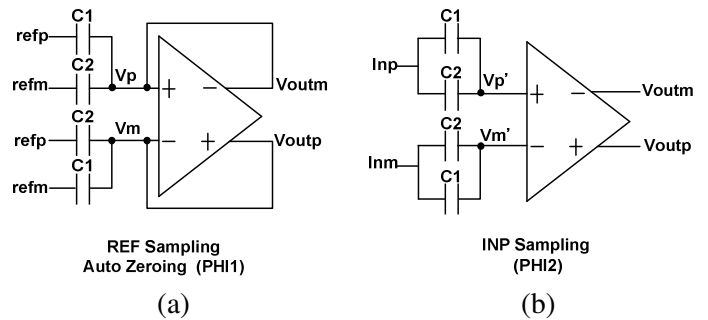 C1
refp
C2
refm
Vp
+
−
Voutm
C2
refp
Vm
−
+
Voutp
C1
refm
REF Sampling
Auto Zeroing (PHI1)
(a)
C1
Inp
C2
Vp'
+
−
Voutm
C2
Vm'
−
+
Voutp
Inm
C1
INP Sampling
(PHI2)
(b)